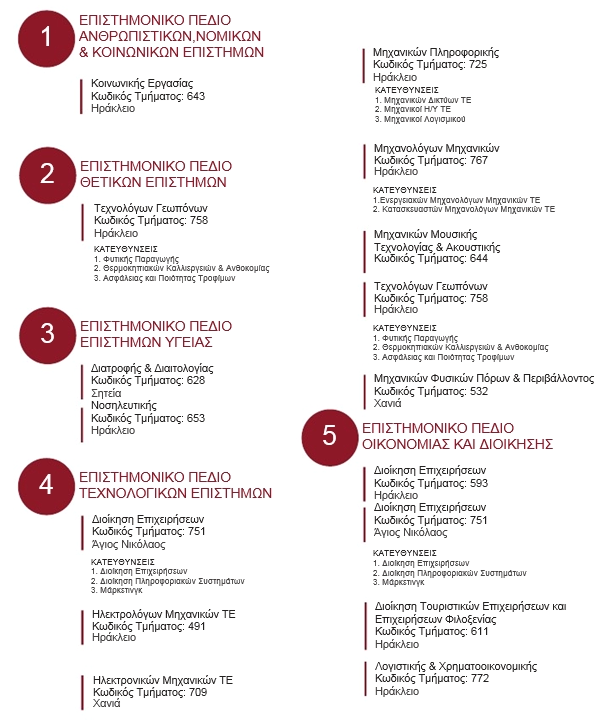 1
ΕΠΙΣΤΗΜΟΝΙΚΟ ΠΕΔΙΟ
ΑΝΘΡΩΠΙΣΤΙΚΩΝ,ΝΟΜΙΚΩΝ
& ΚΟΙΝΩΝΙΚΩΝ ΕΠΙΣΤΗΜΩΝ
Κοινωνικής Εργασίας
Κωδικός Τμήματος: 643
Ηράκλειο
2
ΕΠΙΣΤΗΜΟΝΙΚΟ ΠΕΔΙΟ
ΘΕΤΙΚΩΝ ΕΠΙΣΤΗΜΩΝ
Τεχνολόγων Γεωπόνων
Κωδικός Τμήματος: 758
Ηράκλειο
ΚΑΤΕΥΘΥΝΣΕΙΣ
1. Φυτικής Παραγωγής
2. Θερμοκηπιακών Καλλιεργειών & Ανθοκομίας
3. Ασφάλειας και Ποιότητας Τροφίμων
3
ΕΠΙΣΤΗΜΟΝΙΚΟ ΠΕΔΙΟ
ΕΠΙΣΤΗΜΩΝ ΥΓΕΙΑΣ
Διατροφής & Διαιτολογίας
Κωδικός Τμήματος: 628
Σητεία
Νοσηλευτικής
Κωδικός Τμήματος: 653
Ηράκλειο
4
ΕΠΙΣΤΗΜΟΝΙΚΟ ΠΕΔΙΟ
ΤΕΧΝΟΛΟΓΙΚΩΝ ΕΠΙΣΤΗΜΩΝ
Διοίκηση Επιχειρήσεων
Κωδικός Τμήματος: 751
Άγιος Νικόλαος
ΚΑΤΕΥΘΥΝΣΕΙΣ
1. Διοίκηση Επιχειρήσεων
2. Διοίκηση Πληροφοριακών Συστημάτων
3. Μάρκετινγκ
Ηλεκτρολόγων Μηχανικών ΤΕ
Κωδικός Τμήματος: 491
Ηράκλειο
Ηλεκτρονικών Μηχανικών ΤΕ
Κωδικός Τμήματος: 709
Χανιά
Μηχανικών Πληροφορικής
Κωδικός Τμήματος: 725
Ηράκλειο
ΚΑΤΕΥΘΥΝΣΕΙΣ
1. Μηχανικών Δικτύων ΤΕ
2. Μηχανικοί Η/Υ ΤΕ
3. Μηχανικοί Λογισμικού
Μηχανολόγων Μηχανικών
Κωδικός Τμήματος: 767
Ηράκλειο
ΚΑΤΕΥΘΥΝΣΕΙΣ
1.Ενεργειακών Μηχανολόγων Μηχανικών ΤΕ
2. Κατασκευαστών Μηχανολόγων Μηχανικών ΤΕ
Μηχανικών Μουσικής
Τεχνολογίας & Ακουστικής
Κωδικός Τμήματος: 644
Τεχνολόγων Γεωπόνων
Κωδικός Τμήματος: 758
Ηράκλειο
ΚΑΤΕΥΘΥΝΣΕΙΣ
1. Φυτικής Παραγωγής
2. Θερμοκηπιακών Καλλιεργειών & Ανθοκομίας
3. Ασφάλειας και Ποιότητας Τροφίμων
Μηχανικών Φυσικών Πόρων & Περιβάλλοντος
Κωδικός Τμήματος: 532
Χανιά
5
ΕΠΙΣΤΗΜΟΝΙΚΟ ΠΕΔΙΟ
ΟΙΚΟΝΟΜΙΑΣ ΚΑΙ ΔΙΟΙΚΗΣΗΣ
Διοίκηση Επιχειρήσεων
Κωδικός Τμήματος: 593
Ηράκλειο
Διοίκηση Επιχειρήσεων
Κωδικός Τμήματος: 751
Άγιος Νικόλαος
ΚΑΤΕΥΘΥΝΣΕΙΣ
1. Διοίκηση Επιχειρήσεων
2. Διοίκηση Πληροφοριακών Συστημάτων
3. Μάρκετινγκ
Διοίκηση Τουριστικών Επιχειρήσεων και
Επιχειρήσεων Φιλοξενίας
Κωδικός Τμήματος: 611
Ηράκλειο
Λογιστικής & Χρηματοοικονομικής
Κωδικός Τμήματος: 772
Ηράκλειο